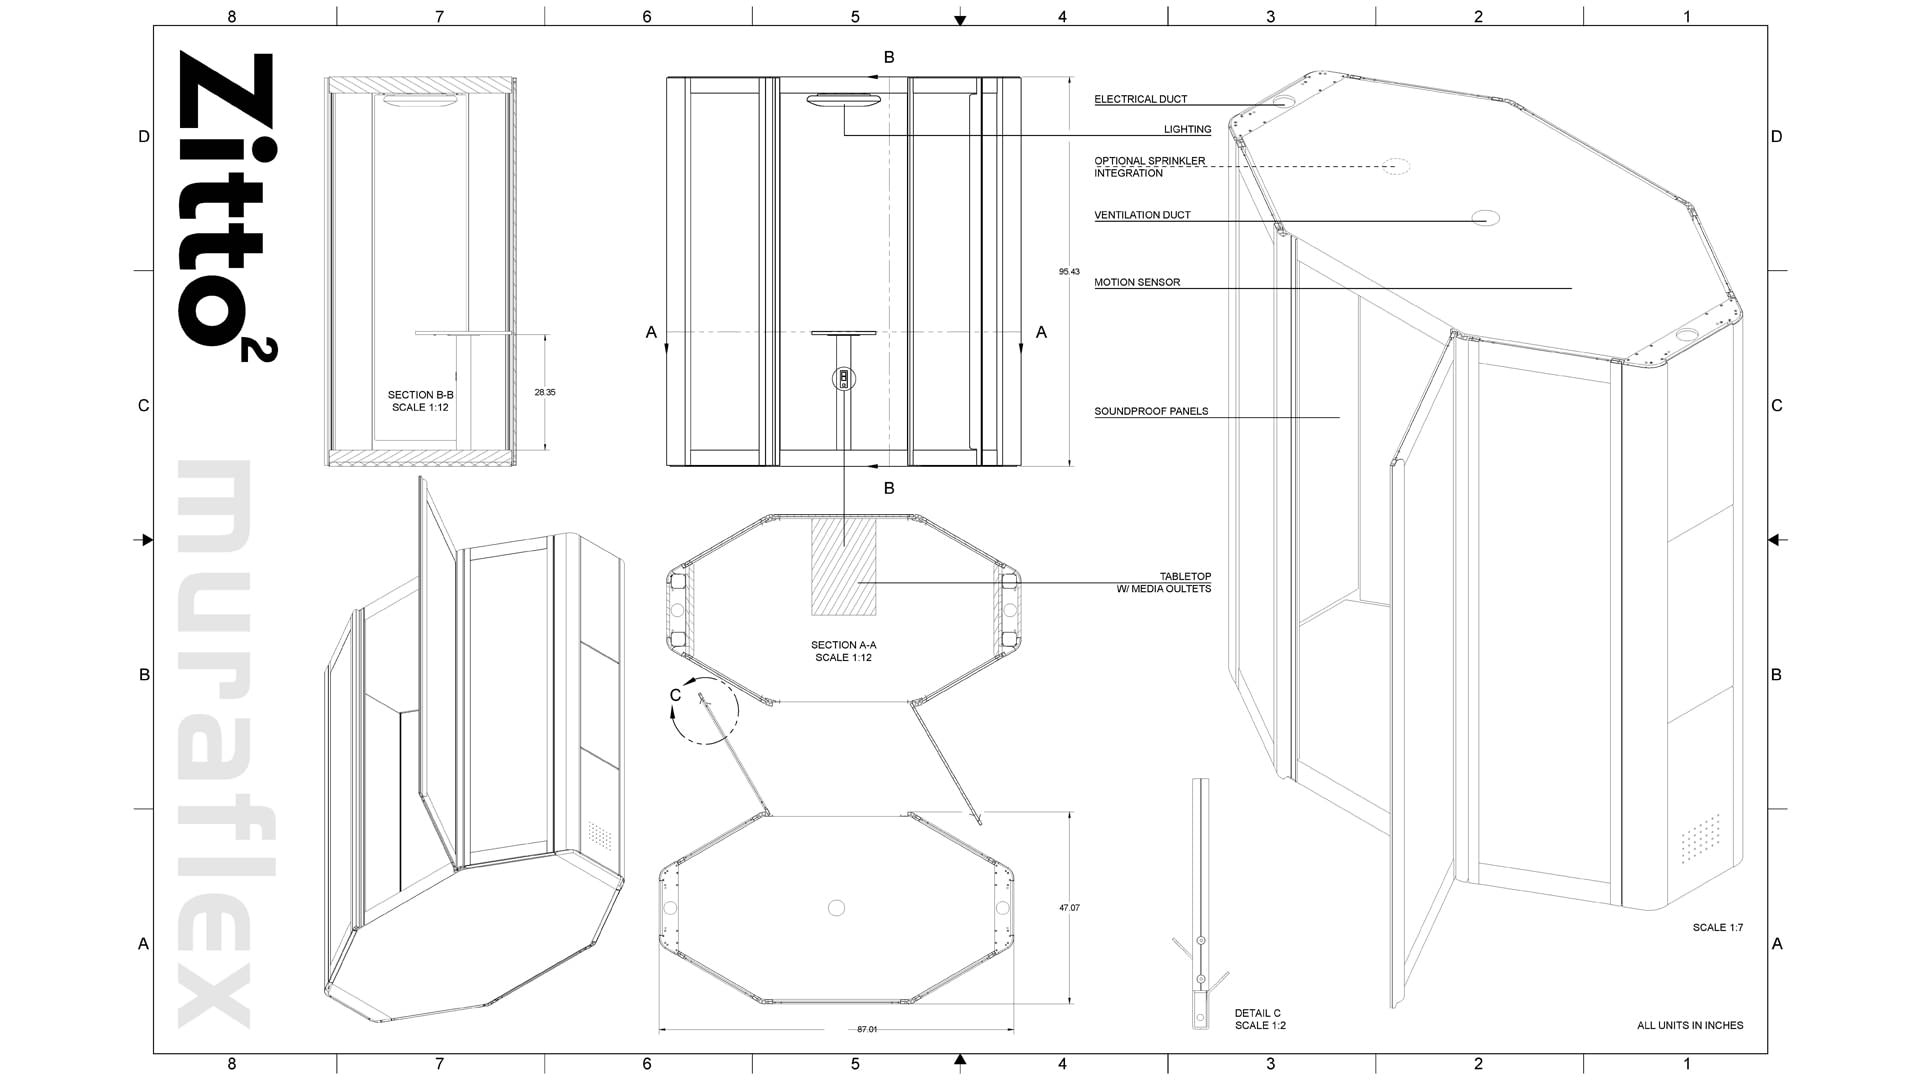 8 7 6 5 4 3 2 1
D
C
B
A
Zitto²
muraflex
SECTION B-B
SCALE 1:12
28.35
B
A
A
B
95.43
ELECTRICAL DUCT
LIGHTING
OPTIONAL SPRINKLER
INTEGRATION
VENTILATION DUCT
MOTION SENSOR
SOUNDPROOF PANELS
TABLETOP
W/ MEDIA OULTETS
SECTION A-A
SCALE 1:12
C
47.07
87.01
DETAIL C
SCALE 1:2
SCALE 1:7
ALL UNITS IN INCHES
D
C
B
A
8 7 6 5 4 3 2 1